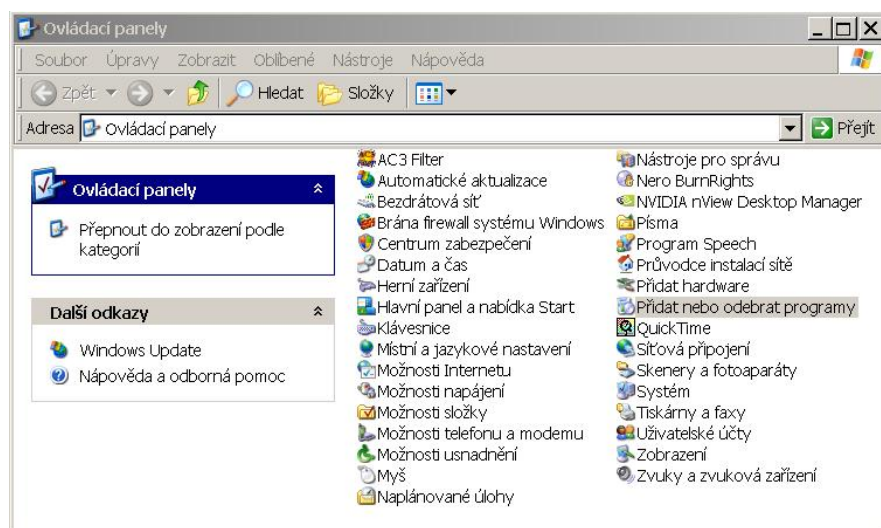 Ovládací panely
Soubor Úpravy Zobrazit Oblíbené Nástroje Nápověda
Zpět Hledat Složky
Adresa Ovládací panely Přejít
Ovládací panely
Přepnout do zobrazení podle
kategorií
Další odkazy
Windows Update
Nápověda a odborná pomoc
AC3 Filter
Automatické aktualizace
Bezdrátová síť
Brána firewall systému Windows
Centrum zabezpečení
Datum a čas
Herní zařízení
Hlavní panel a nabídka Start
Klávesnice
Místní a jazykové nastavení
Možnosti Internetu
Možnosti napájení
Možnosti složky
Možnosti telefonu a modemu
Možnosti usnadnění
Myš
Naplánované úlohy
Nástroje pro správu
Nero BurnRights
NVIDIA nView Desktop Manager
Písma
Program Speech
Průvodce instalací sítě
Přidat hardware
Přidat nebo odebrat programy
QuickTime
Síťová připojení
Skenery a fotoaparáty
Systém
Tiskárny a faxy
Uživatelské účty
Zobrazení
Zvuky a zvuková zařízení